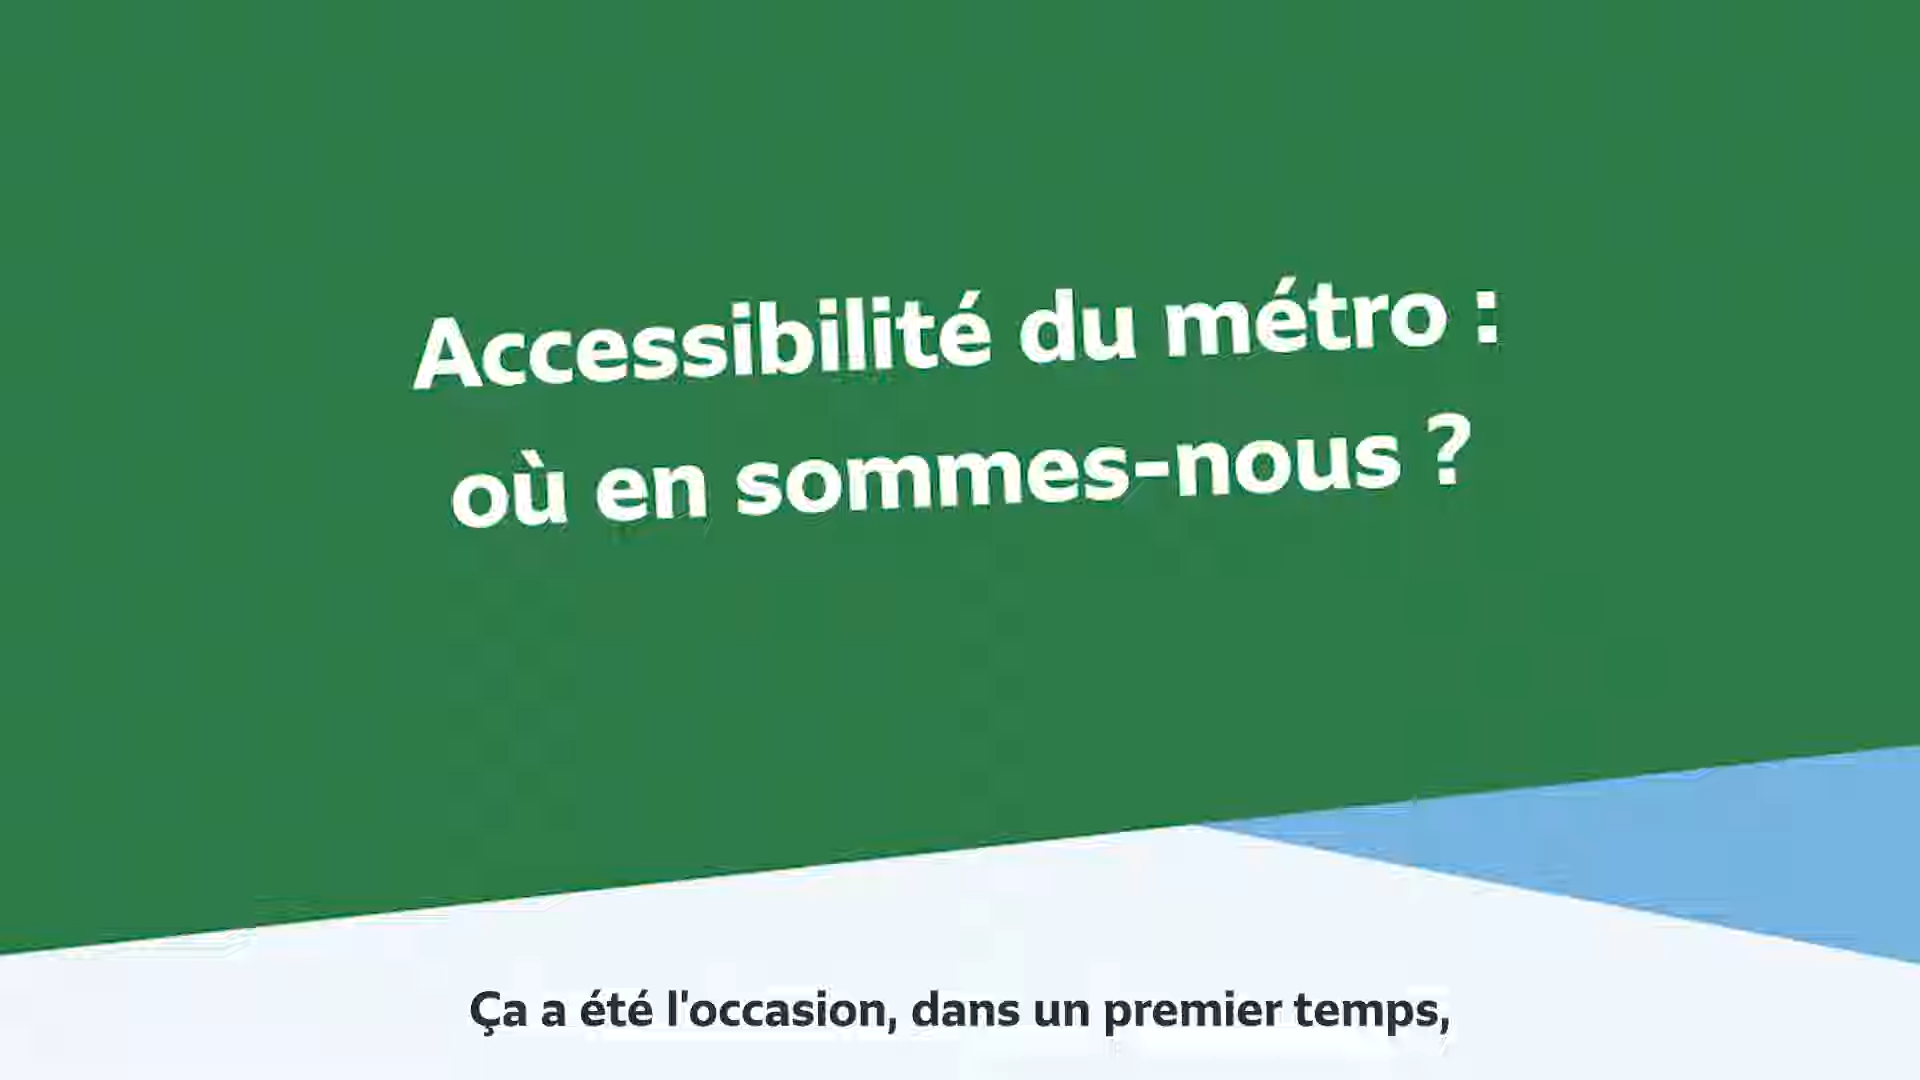 Accessibilité du métro :
où en sommes-nous ?
Ça a été l'occasion, dans un premier temps,